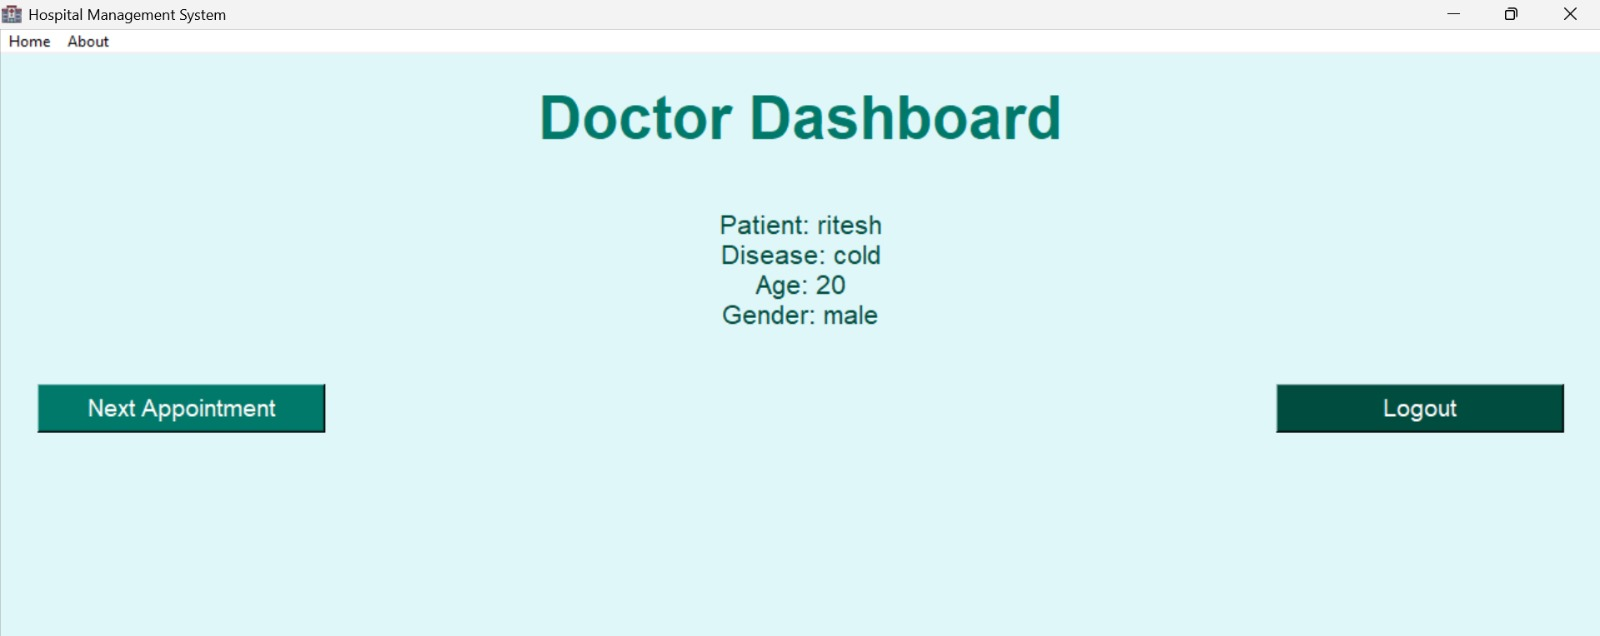 Hospital Management System
Home About
Doctor Dashboard
Patient: ritesh
Disease: cold
Age: 20
Gender: male
Next Appointment
Logout